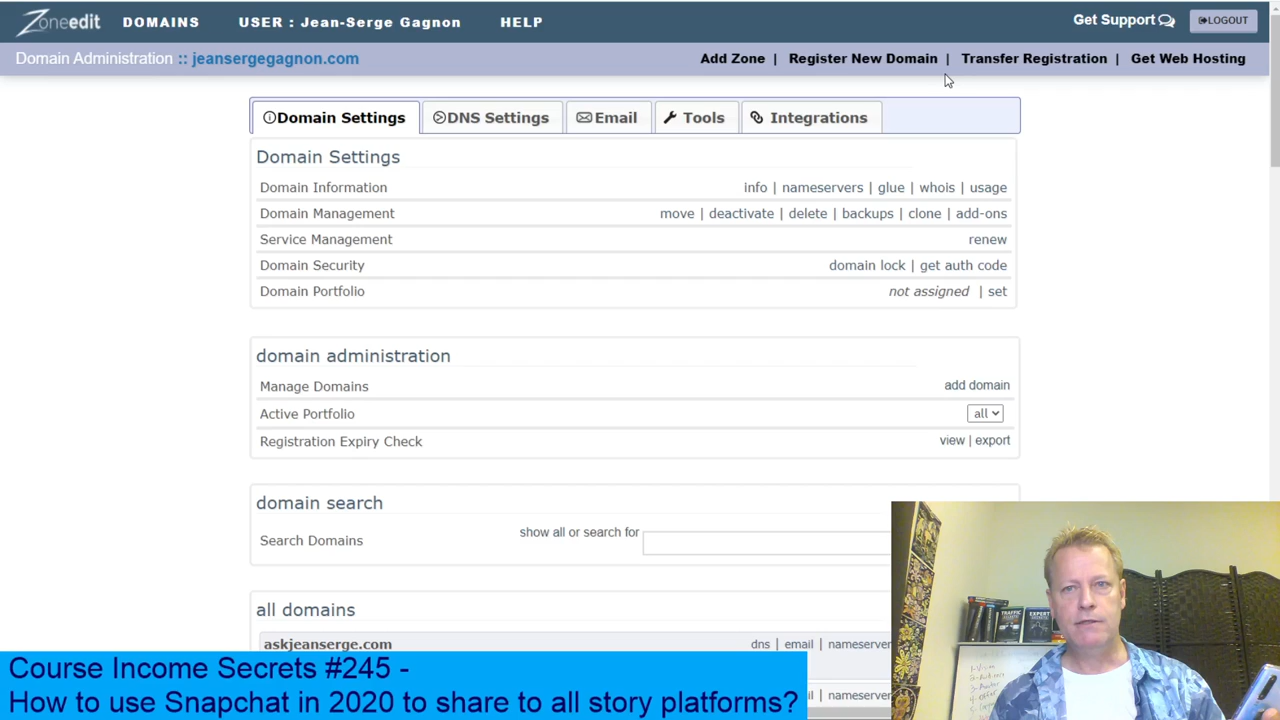 Zoneedit DOMAINS USER : Jean-Serge Gagnon HELP Get Support LOGOUT
Domain Administration :: jeansergegagnon.com Add Zone | Register New Domain | Transfer Registration | Get Web Hosting
Domain Settings DNS Settings Email Tools Integrations
Domain Settings
Domain Information info | nameservers | glue | whois | usage
Domain Management move | deactivate | delete | backups | clone | add-ons
Service Management renew
Domain Security domain lock | get auth code
Domain Portfolio not assigned | set
domain administration
Manage Domains add domain
Active Portfolio all
Registration Expiry Check view | export
domain search
Search Domains show all or search for
all domains
askjeanserge.com dns | email | nameserver
TRAFFIC EXPERT
SECRETS SECRETS
Course Income Secrets #245 -
How to use Snapchat in 2020 to share to all story platforms?